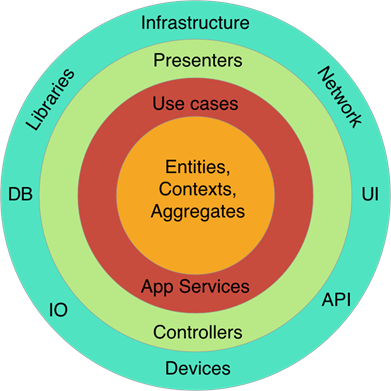 Infrastructure
Presenters
Libraries
Network
Use cases
Entities,
Contexts,
Aggregates
DB
UI
App Services
IO
API
Controllers
Devices